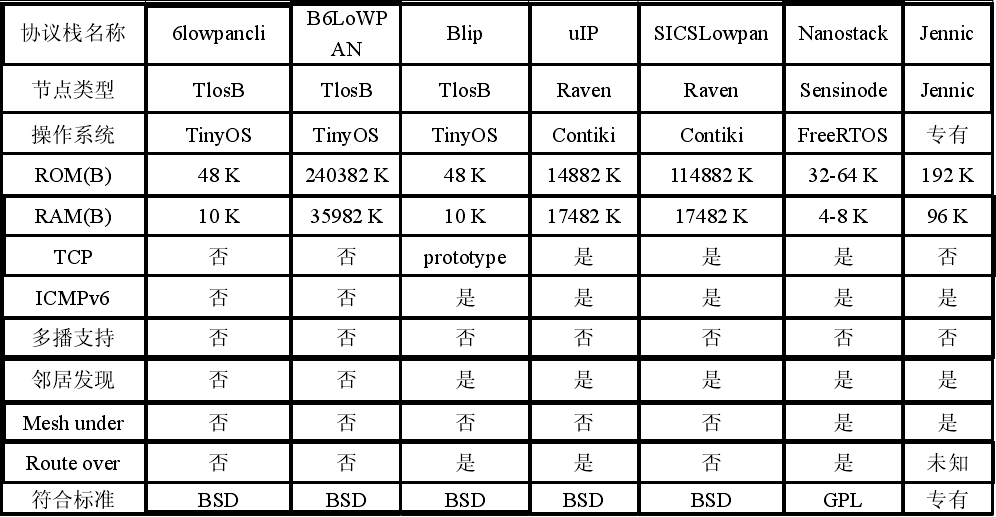 协议栈名称 6lowpancli B6LoWPAN Blip uIP SICSLowpan Nanostack Jennic
节点类型 TlosB TlosB TlosB Raven Raven Sensinode Jennic
操作系统 TinyOS TinyOS TinyOS Contiki Contiki FreeRTOS 专有
ROM(B) 48 K 240382 K 48 K 14882 K 114882 K 32-64 K 192 K
RAM(B) 10 K 35982 K 10 K 17482 K 17482 K 4-8 K 96 K
TCP 否 否 prototype 是 是 是 否
ICMPv6 否 否 是 是 是 是 是
多播支持 否 否 否 否 否 否 否
邻居发现 否 否 是 是 是 是 是
Mesh under 否 否 否 否 否 是 是
Route over 否 否 是 是 否 是 未知
符合标准 BSD BSD BSD BSD BSD GPL 专有